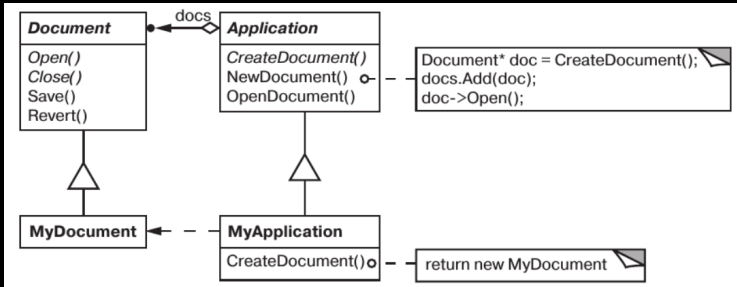 docs
Document
Open()
Close()
Save()
Revert()
Application
CreateDocument()
NewDocument()
OpenDocument()
Document* doc = CreateDocument();
docs.Add(doc);
doc->Open();
MyDocument
MyApplication
CreateDocument()
return new MyDocument